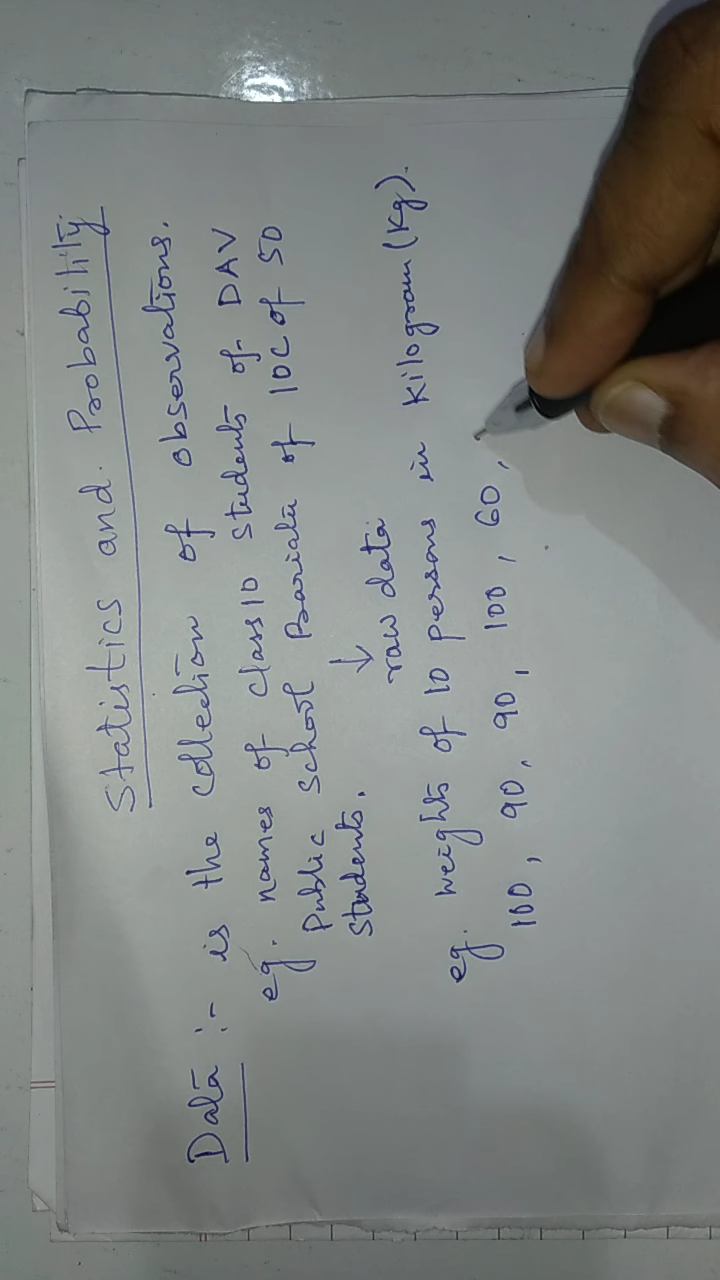 Statistics and Probability
Data :- is the collection of observations.
eg. names of class 10 students of DAV
Public School Bariatu of 10C of 50
students.
↓
raw data
eg. weights of 10 persons in kilogram (kg).
100, 90, 90, 100, 60,